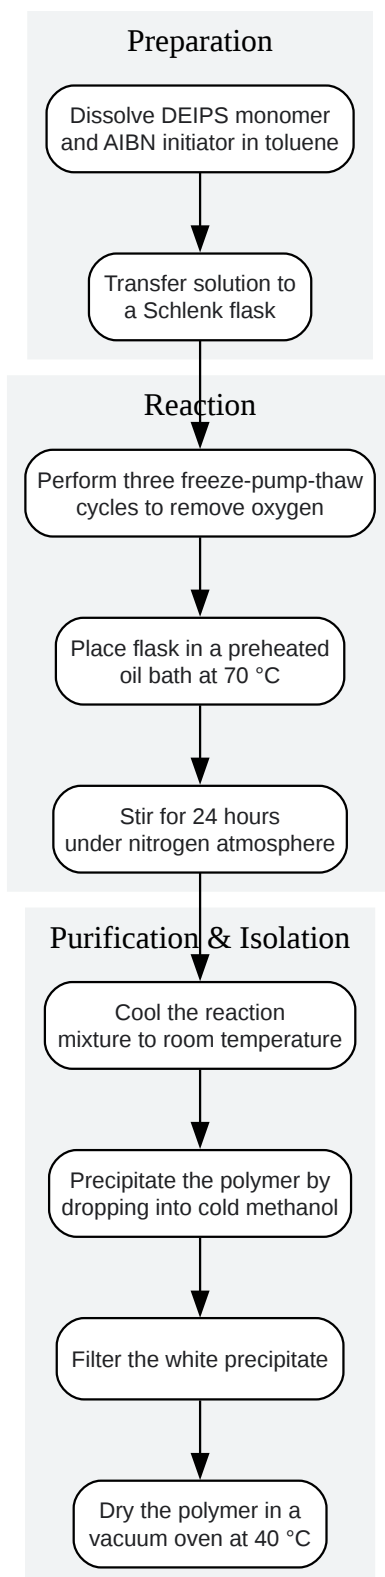 Preparation
Dissolve DEIPS monomer
and AIBN initiator in toluene
Transfer solution to
a Schlenk flask
Reaction
Perform three freeze-pump-thaw
cycles to remove oxygen
Place flask in a preheated
oil bath at 70 °C
Stir for 24 hours
under nitrogen atmosphere
Purification & Isolation
Cool the reaction
mixture to room temperature
Precipitate the polymer by
dropping into cold methanol
Filter the white precipitate
Dry the polymer in a
vacuum oven at 40 °C